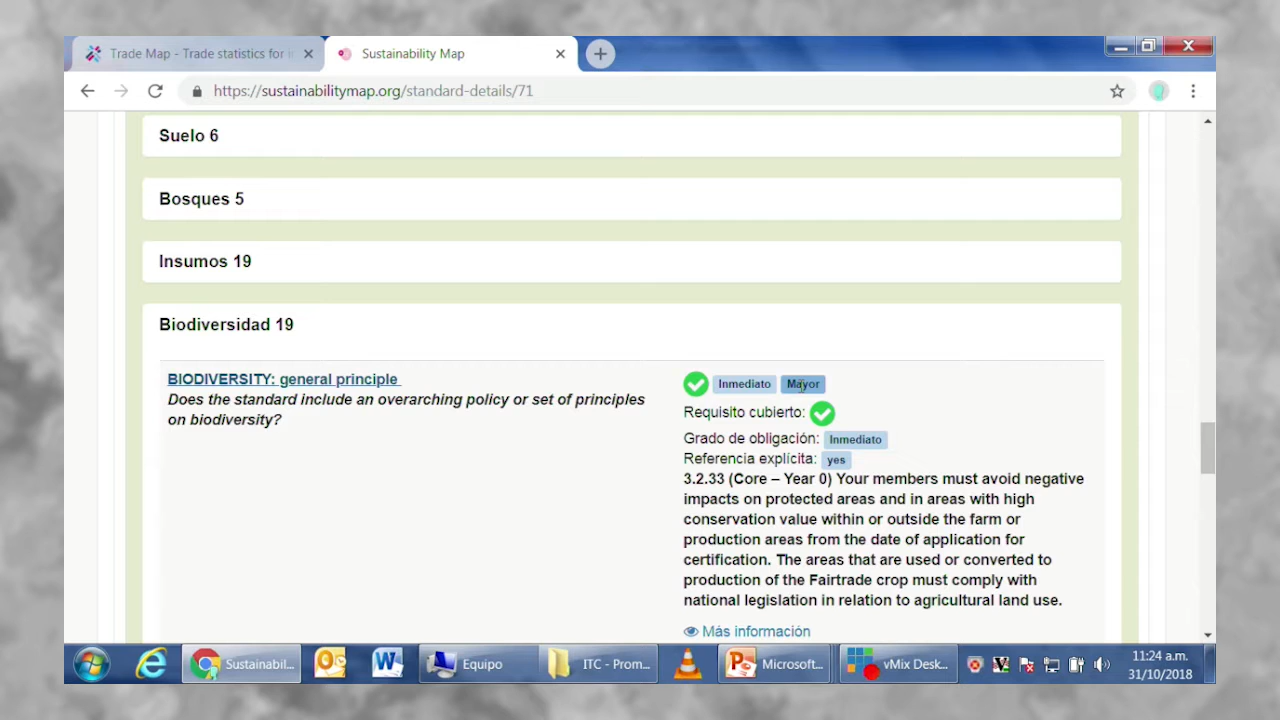 Trade Map - Trade statistics for i
Sustainability Map
https://sustainabilitymap.org/standard-details/71
Suelo 6
Bosques 5
Insumos 19
Biodiversidad 19
BIODIVERSITY: general principle
Does the standard include an overarching policy or set of principles
on biodiversity?
Inmediato Mayor
Requisito cubierto:
Grado de obligación: Inmediato
Referencia explícita: yes
3.2.33 (Core – Year 0) Your members must avoid negative
impacts on protected areas and in areas with high
conservation value within or outside the farm or
production areas from the date of application for
certification. The areas that are used or converted to
production of the Fairtrade crop must comply with
national legislation in relation to agricultural land use.
Más información
Sustainabil...
Equipo
ITC - Prom...
Microsoft...
vMix Desk...
11:24 a.m.
31/10/2018